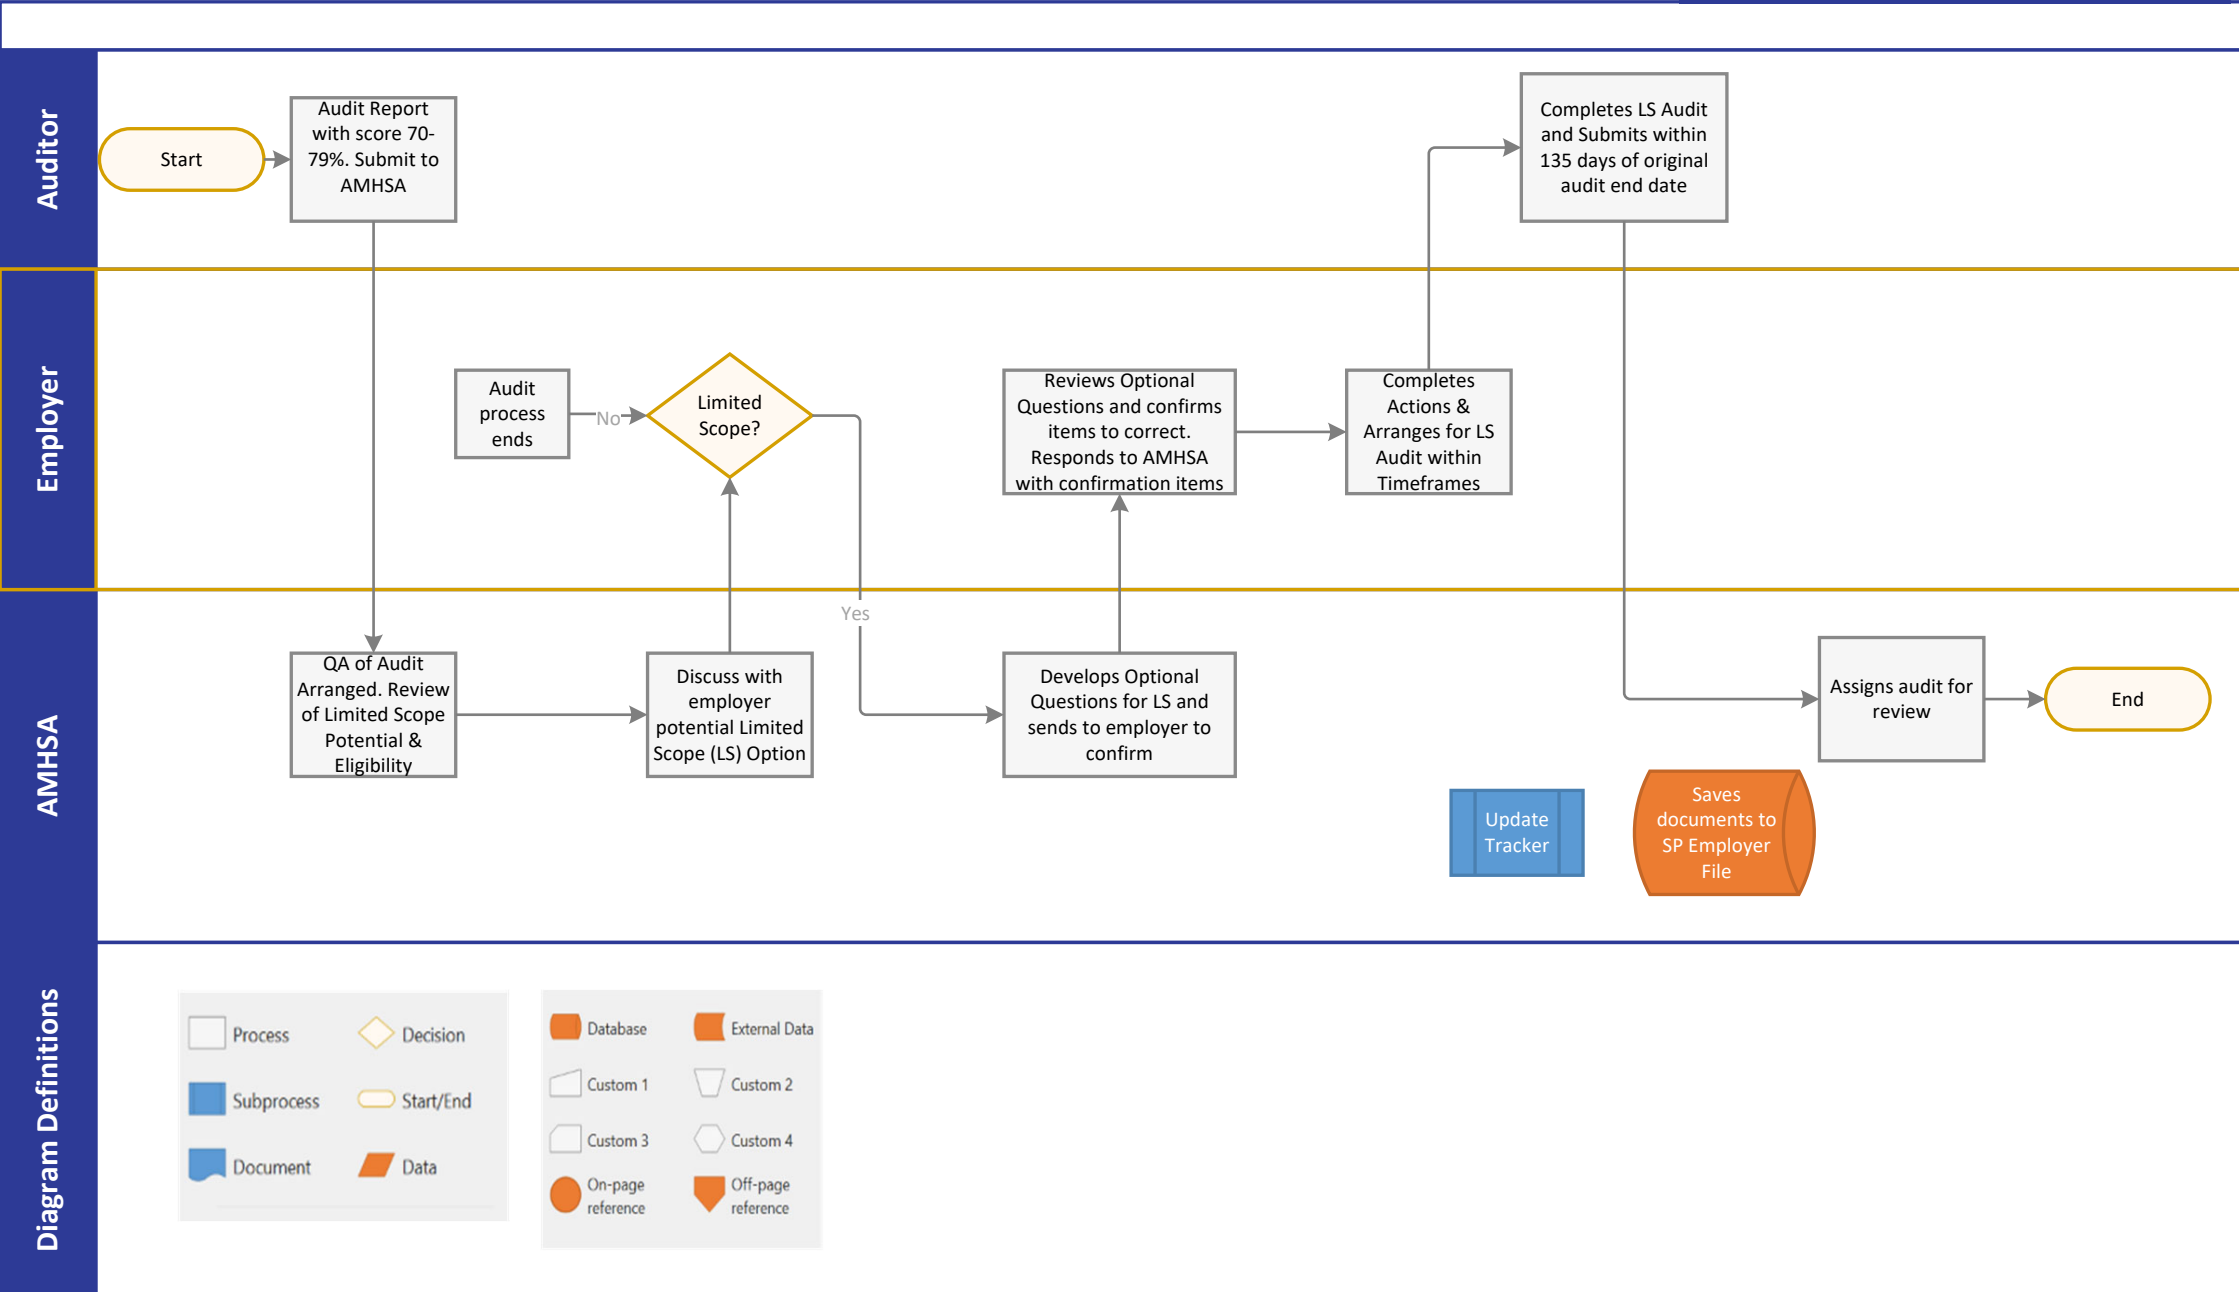 Auditor
Start
Audit Report
with score 70-
79%. Submit to
AMHSA
Completes LS Audit
and Submits within
135 days of original
audit end date
Employer
Audit
process
ends
No
Limited
Scope?
Reviews Optional
Questions and confirms
items to correct.
Responds to AMHSA
with confirmation items
Completes
Actions &
Arranges for LS
Audit within
Timeframes
Yes
AMHSA
QA of Audit
Arranged. Review
of Limited Scope
Potential &
Eligibility
Discuss with
employer
potential Limited
Scope (LS) Option
Develops Optional
Questions for LS and
sends to employer to
confirm
Assigns audit for
review
End
Update
Tracker
Saves
documents to
SP Employer
File
Diagram Definitions
Process
Decision
Subprocess
Start/End
Document
Data
Database
External Data
Custom 1
Custom 2
Custom 3
Custom 4
On-page
reference
Off-page
reference